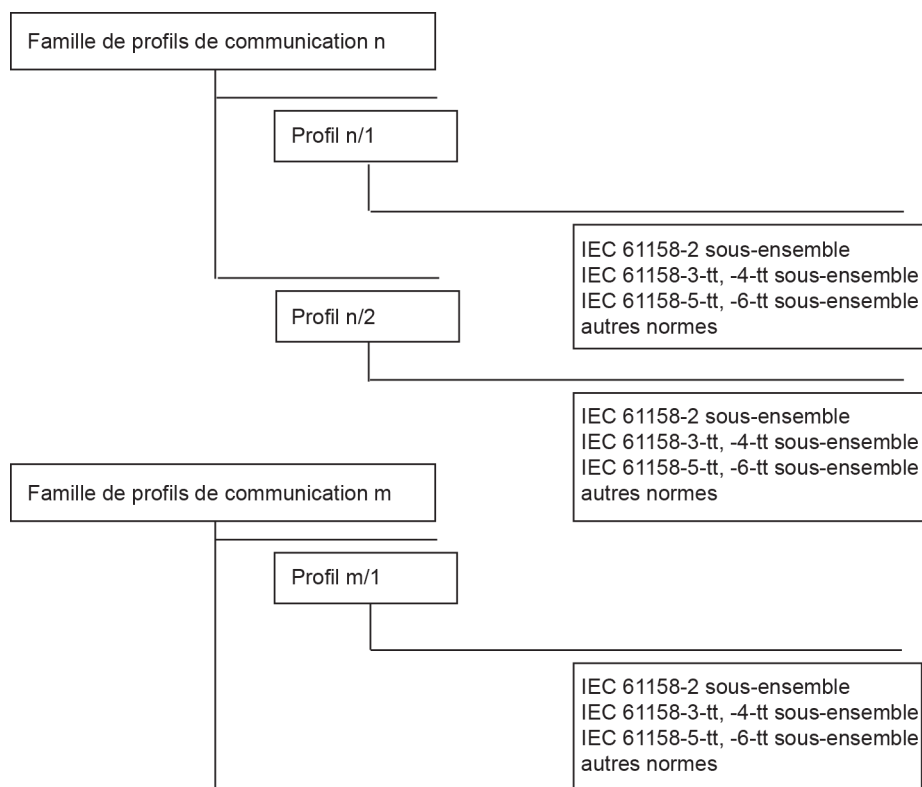 Famille de profils de communication n
Profil n/1
IEC 61158-2 sous-ensemble
IEC 61158-3-tt, -4-tt sous-ensemble
IEC 61158-5-tt, -6-tt sous-ensemble
autres normes
Profil n/2
IEC 61158-2 sous-ensemble
IEC 61158-3-tt, -4-tt sous-ensemble
IEC 61158-5-tt, -6-tt sous-ensemble
autres normes
Famille de profils de communication m
Profil m/1
IEC 61158-2 sous-ensemble
IEC 61158-3-tt, -4-tt sous-ensemble
IEC 61158-5-tt, -6-tt sous-ensemble
autres normes